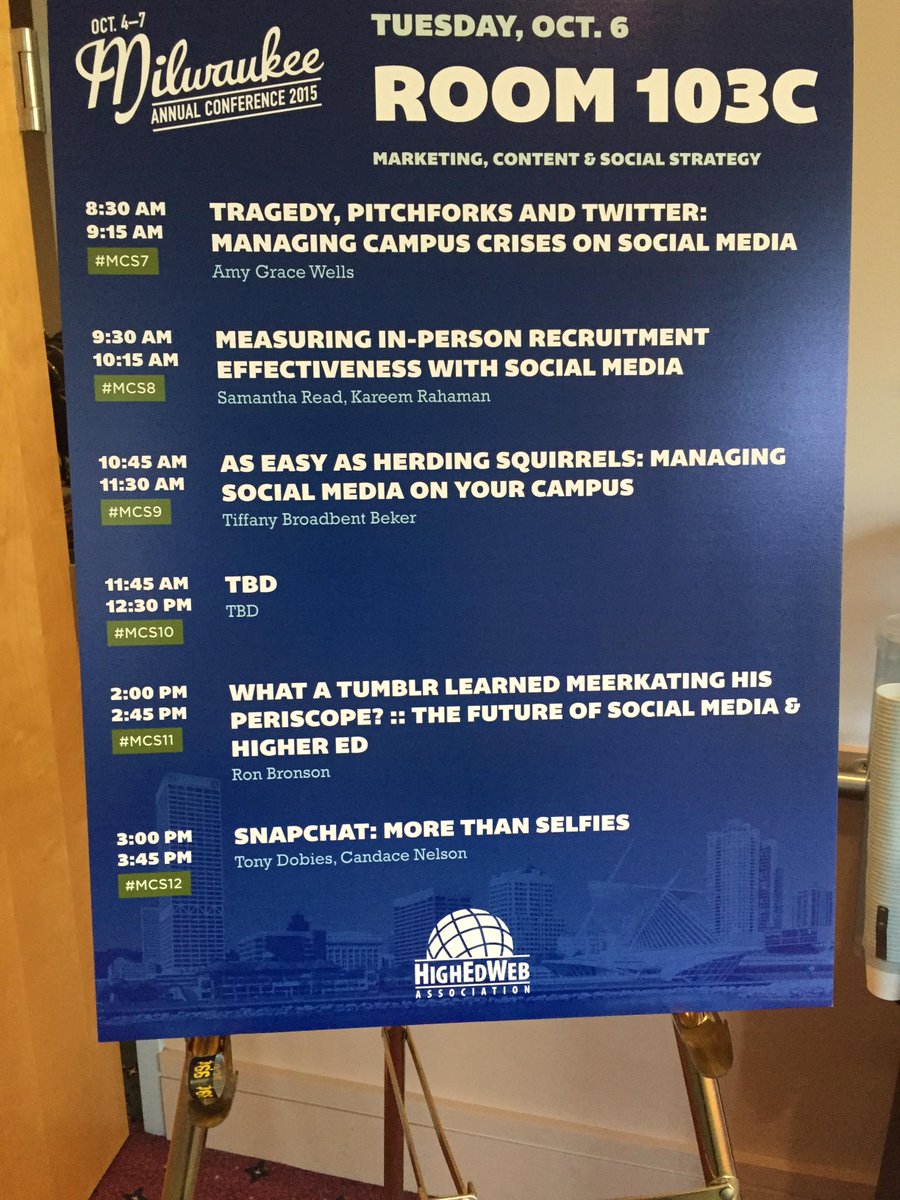 OCT. 4–7
Milwaukee
ANNUAL CONFERENCE 2015
TUESDAY, OCT. 6
ROOM 103C
MARKETING, CONTENT & SOCIAL STRATEGY
8:30 AM
9:15 AM
#MCS7
TRAGEDY, PITCHFORKS AND TWITTER:
MANAGING CAMPUS CRISES ON SOCIAL MEDIA
Amy Grace Wells
9:30 AM
10:15 AM
#MCS8
MEASURING IN-PERSON RECRUITMENT
EFFECTIVENESS WITH SOCIAL MEDIA
Samantha Read, Kareem Rahaman
10:45 AM
11:30 AM
#MCS9
AS EASY AS HERDING SQUIRRELS: MANAGING
SOCIAL MEDIA ON YOUR CAMPUS
Tiffany Broadbent Beker
11:45 AM
12:30 PM
#MCS10
TBD
TBD
2:00 PM
2:45 PM
#MCS11
WHAT A TUMBLR LEARNED MEERKATING HIS
PERISCOPE? :: THE FUTURE OF SOCIAL MEDIA &
HIGHER ED
Ron Bronson
3:00 PM
3:45 PM
#MCS12
SNAPCHAT: MORE THAN SELFIES
Tony Dobies, Candace Nelson
HIGHEDWEB
ASSOCIATION